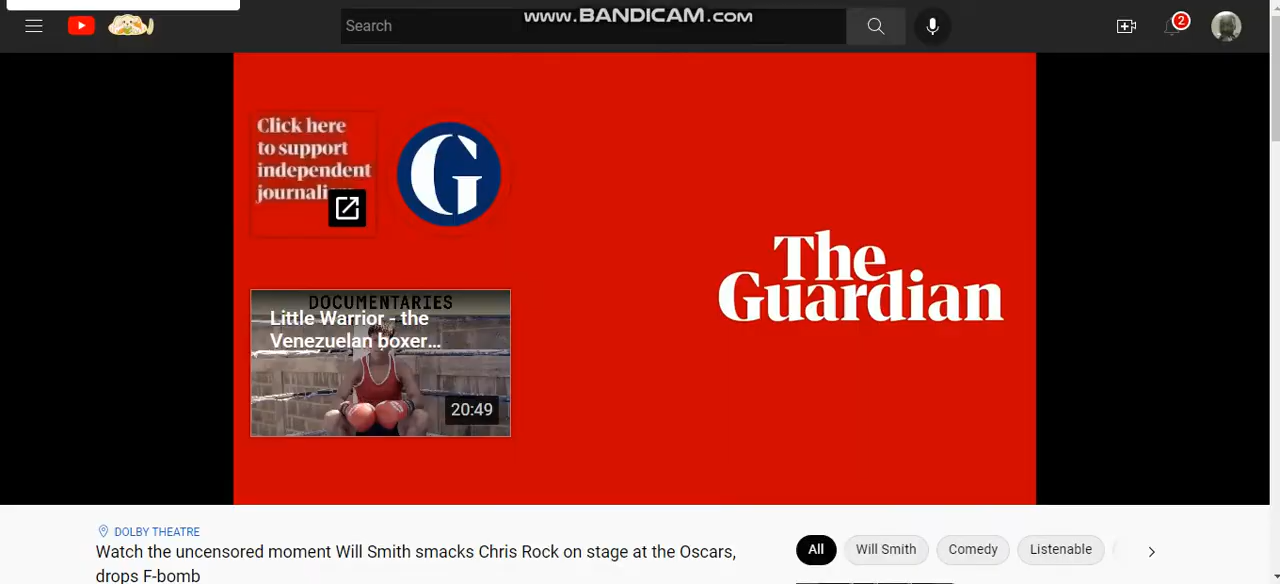 www.BANDICAM.com
Search
2
Click here
to support
independent
G
The
Guardian
DOCUMENTARIES
Little Warrior - the
Venezuelan boxer...
20:49
DOLBY THEATRE
Watch the uncensored moment Will Smith smacks Chris Rock on stage at the Oscars,
drops F-bomb
All
Will Smith
Comedy
Listenable